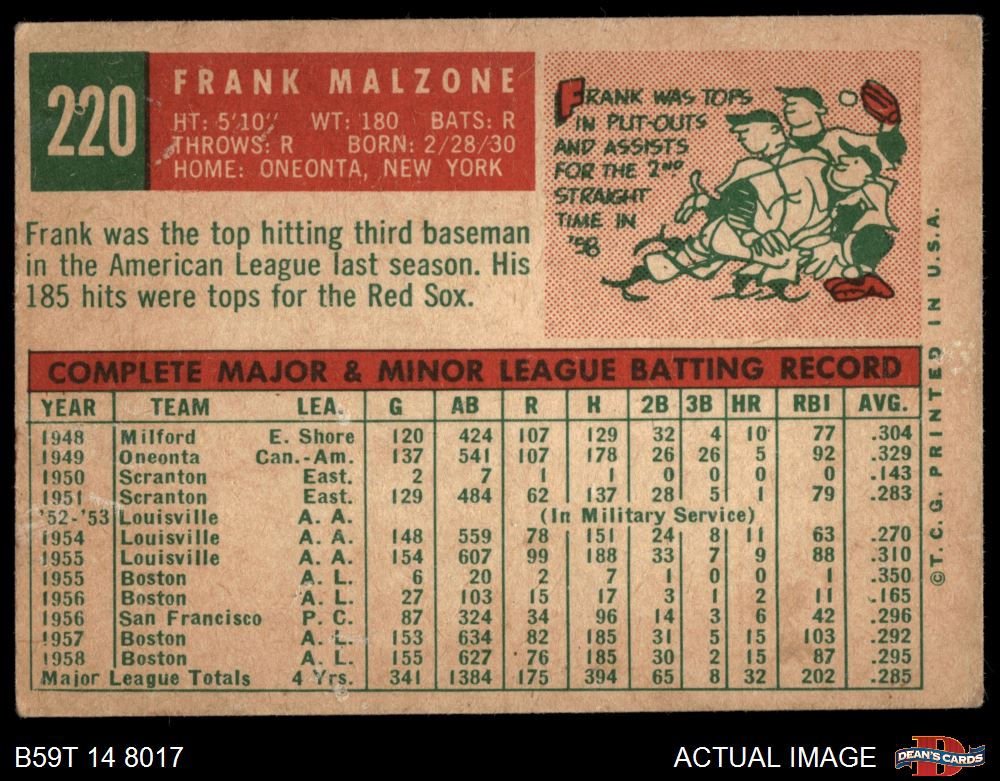 220
FRANK MALZONE
HT: 5'10" WT: 180 BATS: R
THROWS: R BORN: 2/28/30
HOME: ONEONTA, NEW YORK
FRANK WAS TOPS
IN PUT-OUTS
AND ASSISTS
FOR THE 2ND
STRAIGHT
TIME IN
'58
Frank was the top hitting third baseman
in the American League last season. His
185 hits were tops for the Red Sox.
COMPLETE MAJOR & MINOR LEAGUE BATTING RECORD
YEAR TEAM LEA. G AB R H 2B 3B HR RBI AVG.
1948 Milford E. Shore 120 424 107 129 32 4 10 77 .304
1949 Oneonta Can.-Am. 137 541 107 178 26 26 5 92 .329
1950 Scranton East. 2 7 1 1 0 0 0 0 .143
1951 Scranton East. 129 484 62 137 28 5 1 79 .283
'52-'53 Louisville A. A. (In Military Service)
1954 Louisville A. A. 148 559 78 151 24 8 11 63 .270
1955 Louisville A. A. 154 607 99 188 33 7 9 88 .310
1955 Boston A. L. 6 20 2 7 1 0 0 1 .350
1956 Boston A. L. 27 103 15 17 3 1 2 11 .165
1956 San Francisco P. C. 87 324 34 96 14 3 6 42 .296
1957 Boston A. L. 153 634 82 185 31 5 15 103 .292
1958 Boston A. L. 155 627 76 185 30 2 15 87 .295
Major League Totals 4 Yrs. 341 1384 175 394 65 8 32 202 .285
©T. C. G. PRINTED IN U.S.A.
B59T 14 8017
ACTUAL IMAGE
D
DEAN'S CARDS